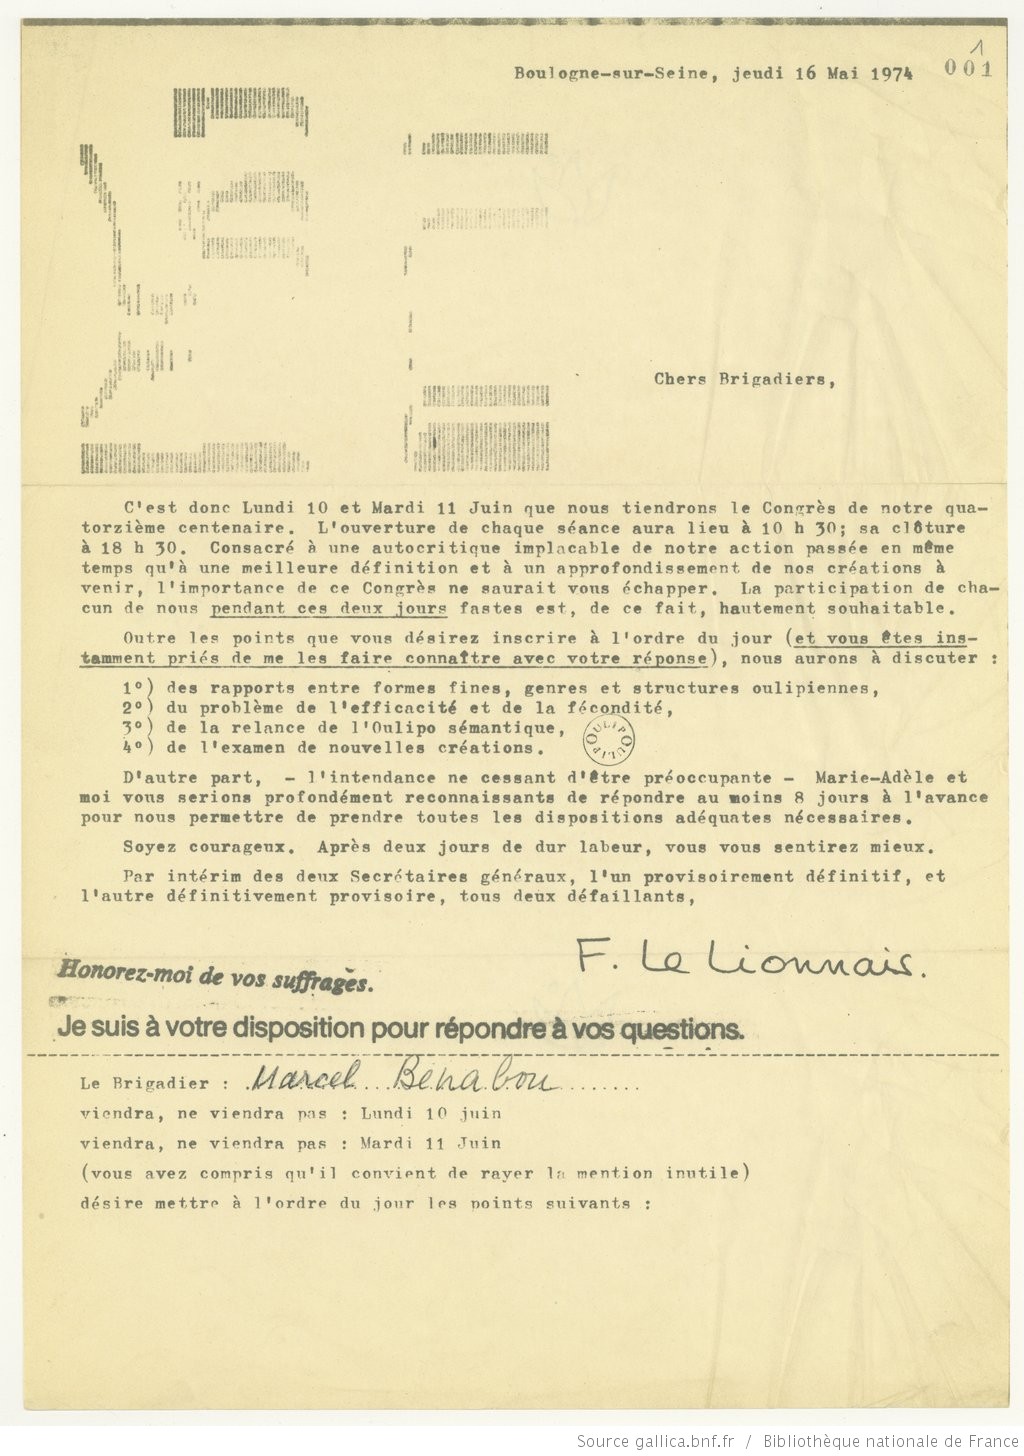 Boulogne-sur-Seine, jeudi 16 Mai 1974
1
001
Chers Brigadiers,
C'est donc Lundi 10 et Mardi 11 Juin que nous tiendrons le Congrès de notre qua-
torzième centenaire. L'ouverture de chaque séance aura lieu à 10 h 30; sa clôture
à 18 h 30. Consacré à une autocritique implacable de notre action passée en même
temps qu'à une meilleure définition et à un approfondissement de nos créations à
venir, l'importance de ce Congrès ne saurait vous échapper. La participation de cha-
cun de nous pendant ces deux jours fastes est, de ce fait, hautement souhaitable.
Outre les points que vous désirez inscrire à l'ordre du jour (et vous êtes ins-
tamment priés de me les faire connaître avec votre réponse), nous aurons à discuter :
1°) des rapports entre formes fines, genres et structures oulipiennes,
2°) du problème de l'efficacité et de la fécondité,
3°) de la relance de l'Oulipo sémantique,
4°) de l'examen de nouvelles créations.
OULIPOULIPOULIPO
D'autre part, - l'intendance ne cessant d'être préoccupante - Marie-Adèle et
moi vous serions profondément reconnaissants de répondre au moins 8 jours à l'avance
pour nous permettre de prendre toutes les dispositions adéquates nécessaires.
Soyez courageux. Après deux jours de dur labeur, vous vous sentirez mieux.
Par intérim des deux Secrétaires généraux, l'un provisoirement définitif, et
l'autre définitivement provisoire, tous deux défaillants,
F. Le Lionnais.
Honorez-moi de vos suffrages.
Je suis à votre disposition pour répondre à vos questions.
Le Brigadier : Marcel Bénabou
viendra, ne viendra pas : Lundi 10 juin
viendra, ne viendra pas : Mardi 11 Juin
(vous avez compris qu'il convient de rayer la mention inutile)
désire mettre à l'ordre du jour les points suivants :
Source gallica.bnf.fr / Bibliothèque nationale de France